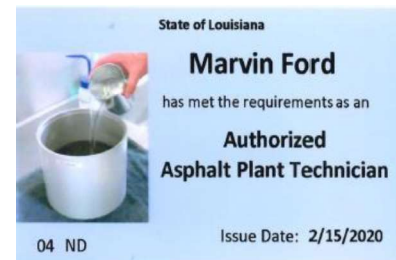 State of Louisiana
Marvin Ford
has met the requirements as an
Authorized
Asphalt Plant Technician
Issue Date: 2/15/2020
04 ND